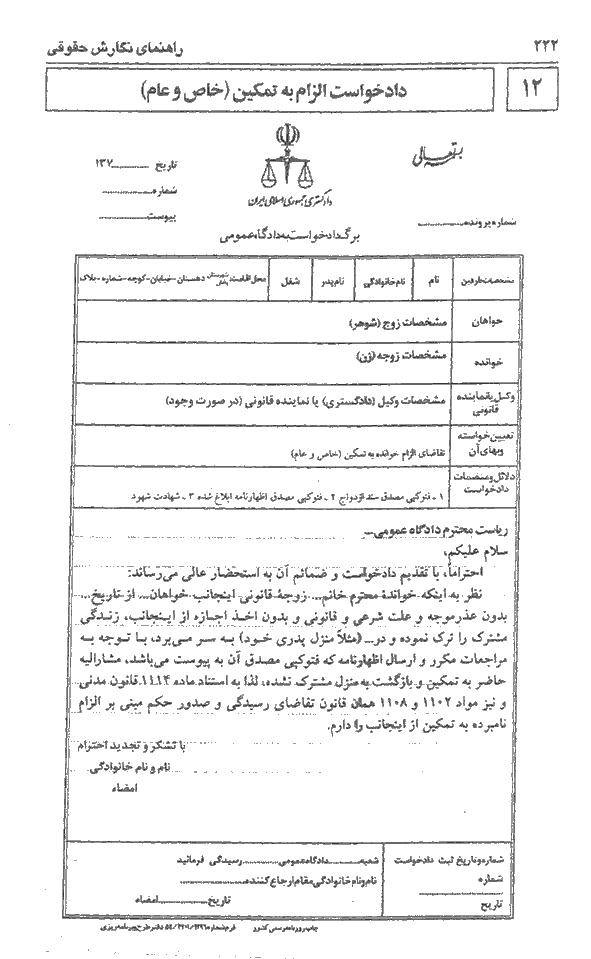 ۲۲۲ راهنمای نگارش حقوقی
۱۲ دادخواست الزام به تمکین (خاص و عام)
بسمه تعالی
تاریخ ............ ۱۳۷
شماره ............
پیوست ............
دادگستری جمهوری اسلامی ایران
شماره پرونده ............
برگ دادخواست به دادگاه عمومی
مشخصات طرفین نام نام خانوادگی نام پدر شغل محل اقامت: شهرستان بخش - دهستان - خیابان - کوچه - شماره - پلاک
خواهان مشخصات زوج (شوهر)
خوانده مشخصات زوجه (زن)
وکیل یا نماینده قانونی مشخصات وکیل (دادگستری) یا نماینده قانونی (در صورت وجود)
تعیین خواسته وبهای آن تقاضای الزام خوانده به تمکین (خاص و عام)
دلائل و منضمات دادخواست ۱ - فتوکپی مصدق سند ازدواج ۲ - فتوکپی مصدق اظهارنامه ابلاغ شده ۳ - شهادت شهود
ریاست محترم دادگاه عمومی...
سلام علیکم,
احتراماً، با تقدیم دادخواست و ضمائم آن به استحضار عالی می‌رساند:
نظر به اینکه خواندهٔ محترم خانم... زوجهٔ قانونی اینجانب خواهان... از تاریخ...
بدون عذر موجه و علت شرعی و قانونی و بدون اخذ اجازه از اینجانب، زندگی
مشترک را ترک نموده و در... (مثلاً منزل پدری خود) به سر می‌برد، با توجه به
مراجعات مکرر و ارسال اظهارنامه که فتوکپی مصدق آن به پیوست می‌باشد، مشارالیه
حاضر به تمکین و بازگشت به منزل مشترک نشده، لذا به استناد ماده ۱۱۱۴ قانون مدنی
و نیز مواد ۱۱۰۲ و ۱۱۰۸ همان قانون تقاضای رسیدگی و صدور حکم مبنی بر الزام
نامبرده به تمکین از اینجانب را دارم.
با تشکر و تجدید احترام
نام و نام خانوادگی
امضاء
شماره و تاریخ ثبت دادخواست
شماره
تاریخ
شعبه ............ دادگاه عمومی ............ رسیدگی فرمائید
نام و نام خانوادگی مقام ارجاع کننده ............
تاریخ ............ امضاء
چاپ روزنامه رسمی کشور